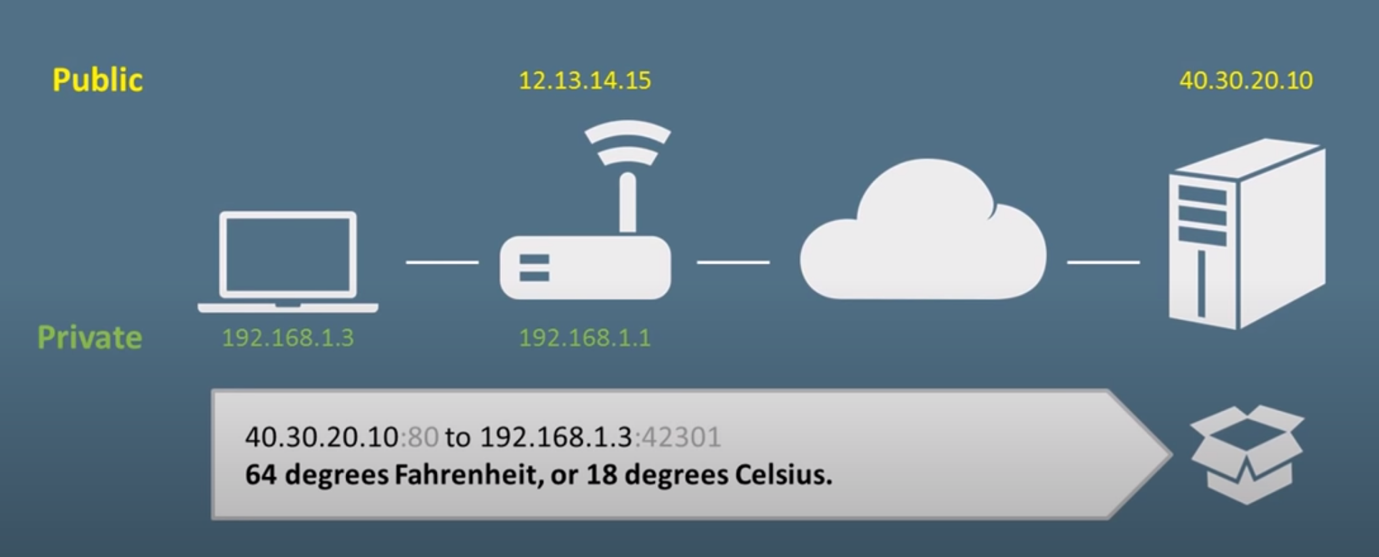 Public
12.13.14.15
40.30.20.10
Private
192.168.1.3
192.168.1.1
40.30.20.10:80 to 192.168.1.3:42301
64 degrees Fahrenheit, or 18 degrees Celsius.